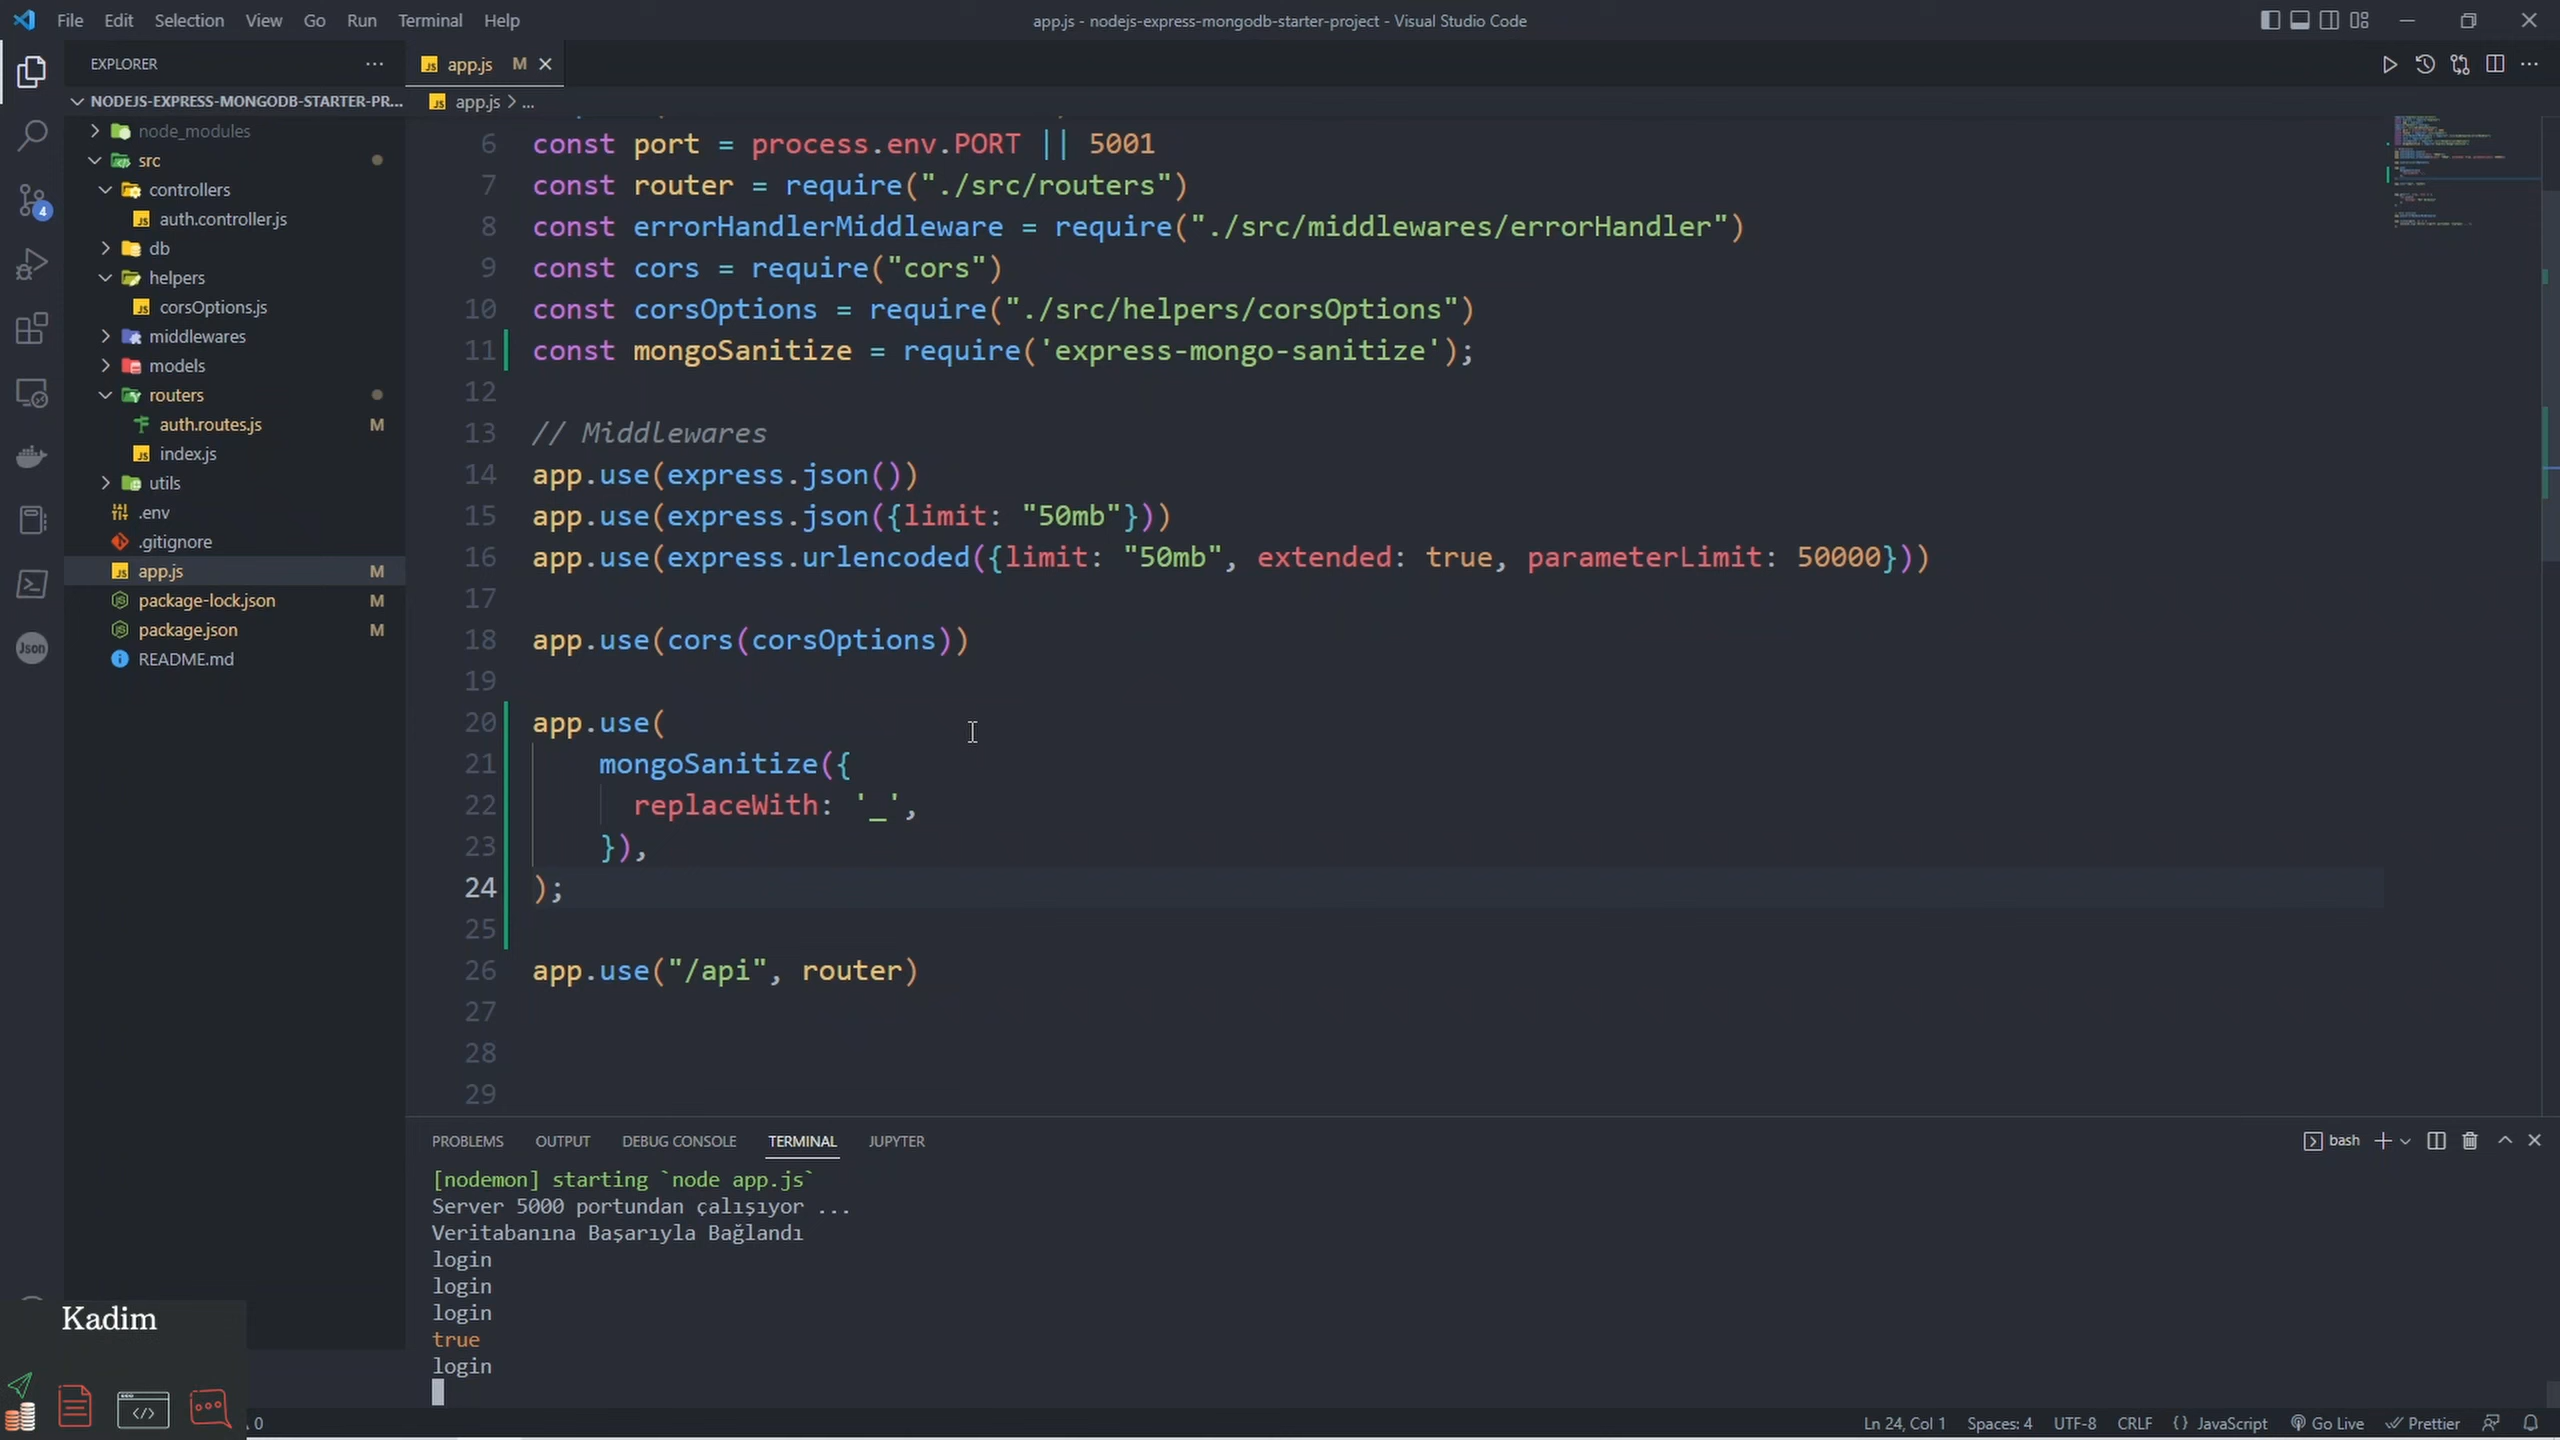 File Edit Selection View Go Run Terminal Help
app.js - nodejs-express-mongodb-starter-project - Visual Studio Code
EXPLORER
app.js M
NODEJS-EXPRESS-MONGODB-STARTER-PR...
app.js > ...
node_modules
src
controllers
auth.controller.js
db
helpers
corsOptions.js
middlewares
models
routers
auth.routes.js M
index.js
utils
.env
.gitignore
app.js M
package-lock.json M
package.json M
README.md
4
Json
6 const port = process.env.PORT || 5001
7 const router = require("./src/routers")
8 const errorHandlerMiddleware = require("./src/middlewares/errorHandler")
9 const cors = require("cors")
10 const corsOptions = require("./src/helpers/corsOptions")
11 const mongoSanitize = require('express-mongo-sanitize');
12
13 // Middlewares
14 app.use(express.json())
15 app.use(express.json({limit: "50mb"}))
16 app.use(express.urlencoded({limit: "50mb", extended: true, parameterLimit: 50000}))
17
18 app.use(cors(corsOptions))
19
20 app.use(
21 mongoSanitize({
22 replaceWith: '_',
23 }),
24 );
25
26 app.use("/api", router)
27
28
29
PROBLEMS OUTPUT DEBUG CONSOLE TERMINAL JUPYTER
bash
[nodemon] starting `node app.js`
Server 5000 portundan çalışıyor ...
Veritabanına Başarıyla Bağlandı
login
login
login
true
login
Kadim
0
Ln 24, Col 1 Spaces: 4 UTF-8 CRLF {} JavaScript Go Live Prettier